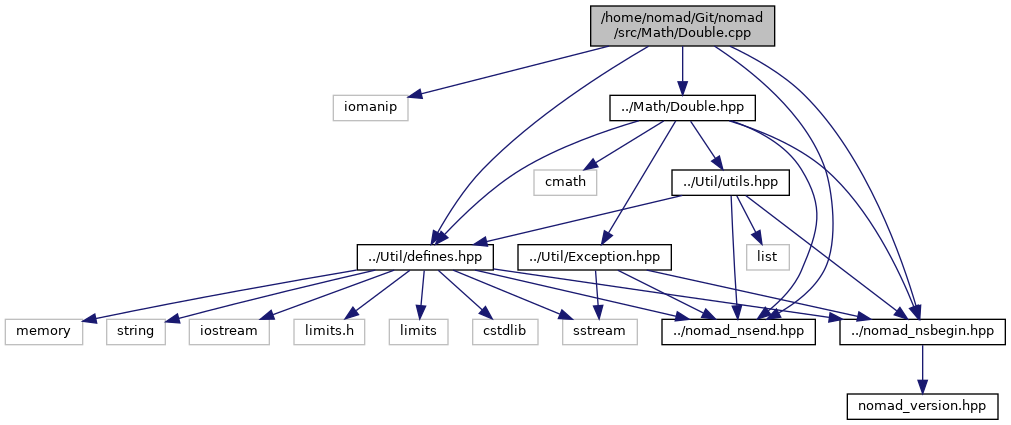 /home/nomad/Git/nomad
/src/Math/Double.cpp
iomanip
../Math/Double.hpp
cmath
../Util/utils.hpp
../Util/defines.hpp
../Util/Exception.hpp
list
memory
string
iostream
limits.h
limits
cstdlib
sstream
../nomad_nsend.hpp
../nomad_nsbegin.hpp
nomad_version.hpp